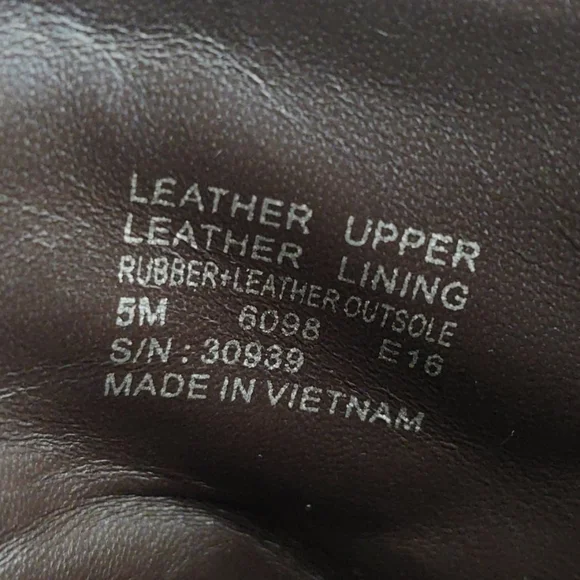 LEATHER UPPER
LEATHER LINING
RUBBER+LEATHER OUTSOLE
5M 6098 E16
S/N : 30939
MADE IN VIETNAM